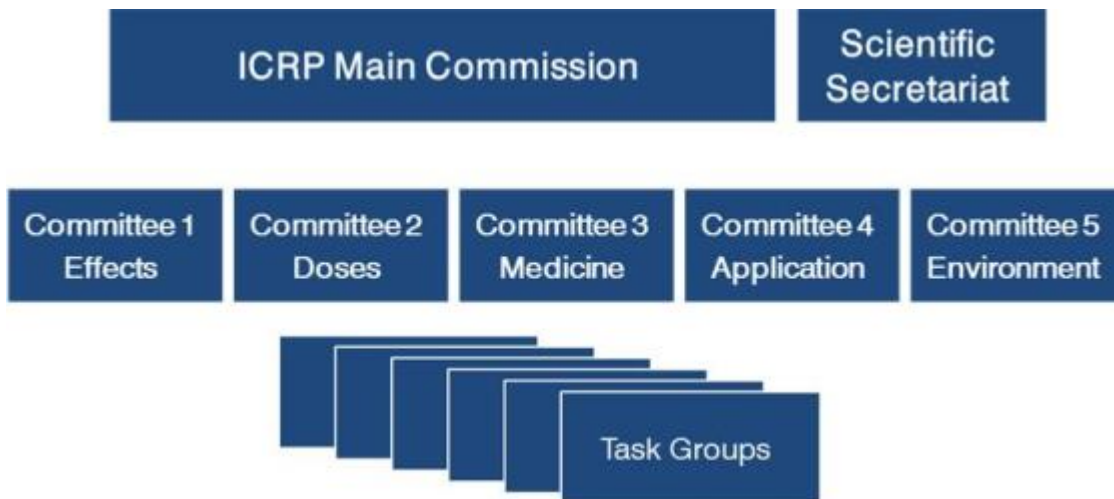 ICRP Main Commission
Scientific
Secretariat
Committee 1
Effects
Committee 2
Doses
Committee 3
Medicine
Committee 4
Application
Committee 5
Environment
Task Groups